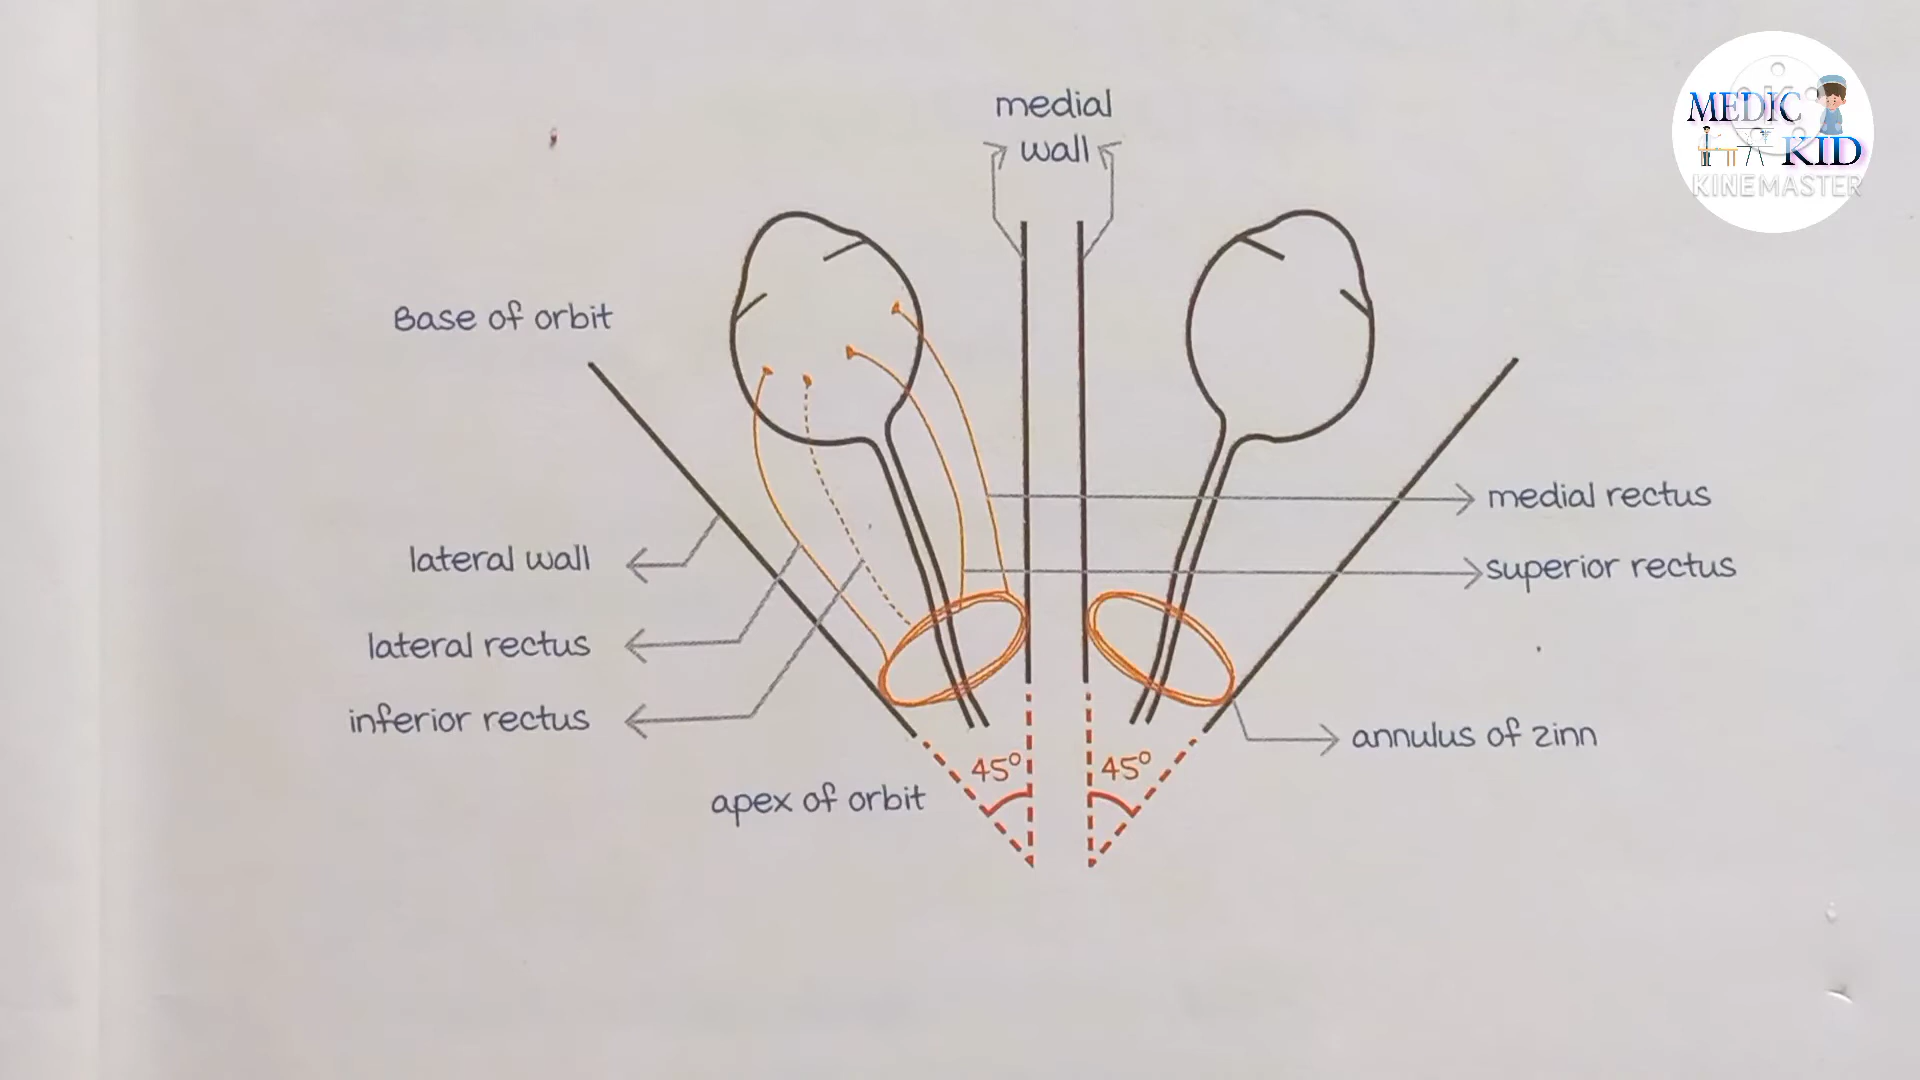 medial
wall
Base of orbit
medial rectus
lateral wall
superior rectus
lateral rectus
inferior rectus
annulus of zinn
45°
45°
apex of orbit
MEDIC
KID
KINEMASTER